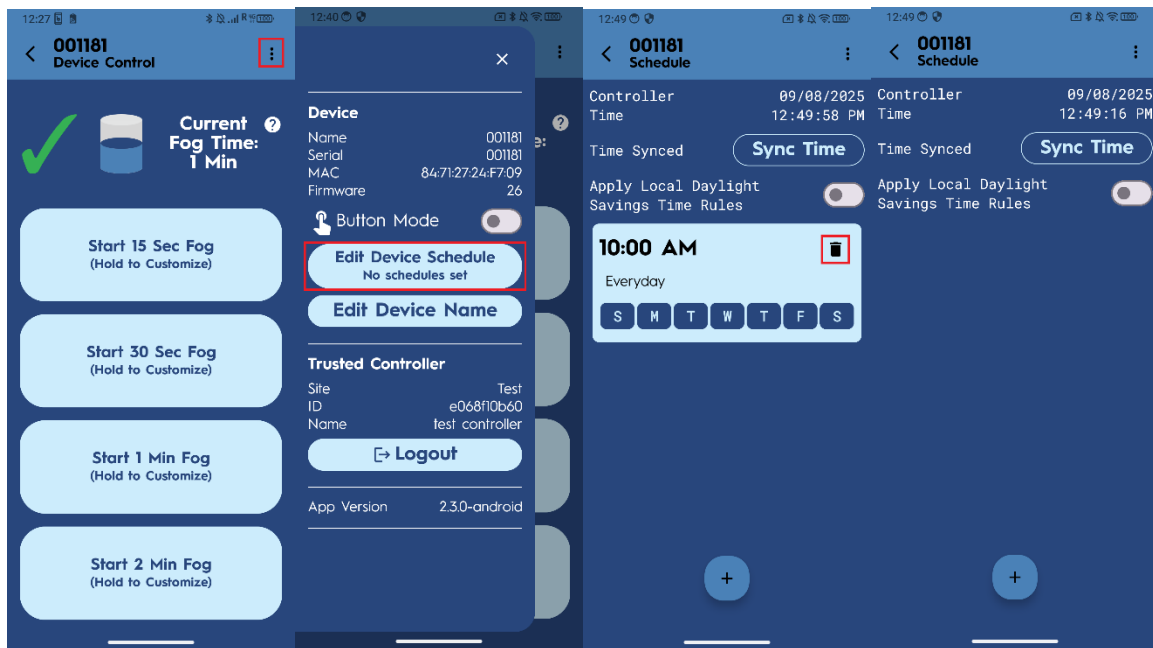 12:27
001181
Device Control
Current
Fog Time:
1 Min
?
Start 15 Sec Fog
(Hold to Customize)
Start 30 Sec Fog
(Hold to Customize)
Start 1 Min Fog
(Hold to Customize)
Start 2 Min Fog
(Hold to Customize)
12:40
Device
Name 001181
Serial 001181
MAC 84:71:27:24:F7:09
Firmware 26
Button Mode
Edit Device Schedule
No schedules set
Edit Device Name
Trusted Controller
Site Test
ID e068f10b60
Name test controller
Logout
App Version 2.3.0-android
?
e:
12:49
001181
Schedule
Controller 09/08/2025
Time 12:49:58 PM
Time Synced Sync Time
Apply Local Daylight
Savings Time Rules
10:00 AM
Everyday
S M T W T F S
+
12:49
001181
Schedule
Controller 09/08/2025
Time 12:49:16 PM
Time Synced Sync Time
Apply Local Daylight
Savings Time Rules
+